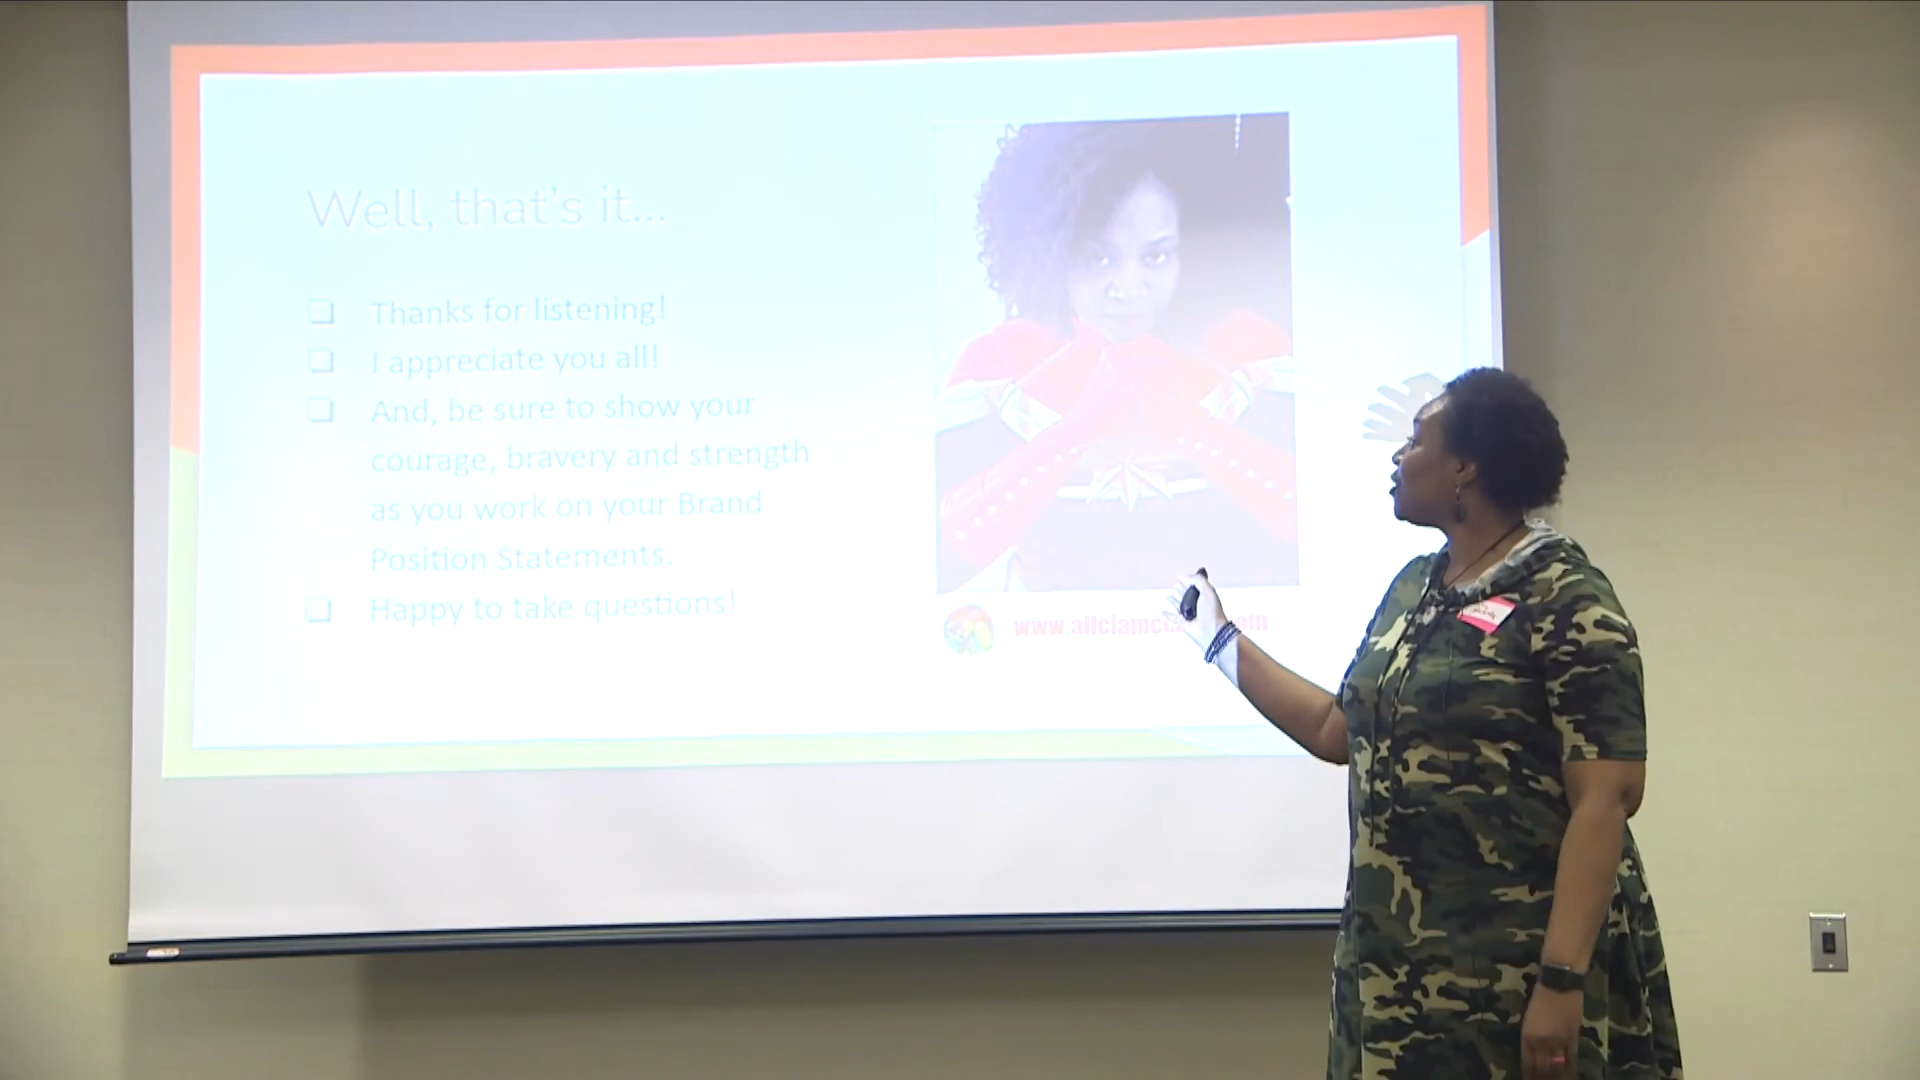 Well, that's it...
Thanks for listening!
I appreciate you all!
And, be sure to show your
courage, bravery and strength
as you work on your Brand
Position Statements.
Happy to take questions!